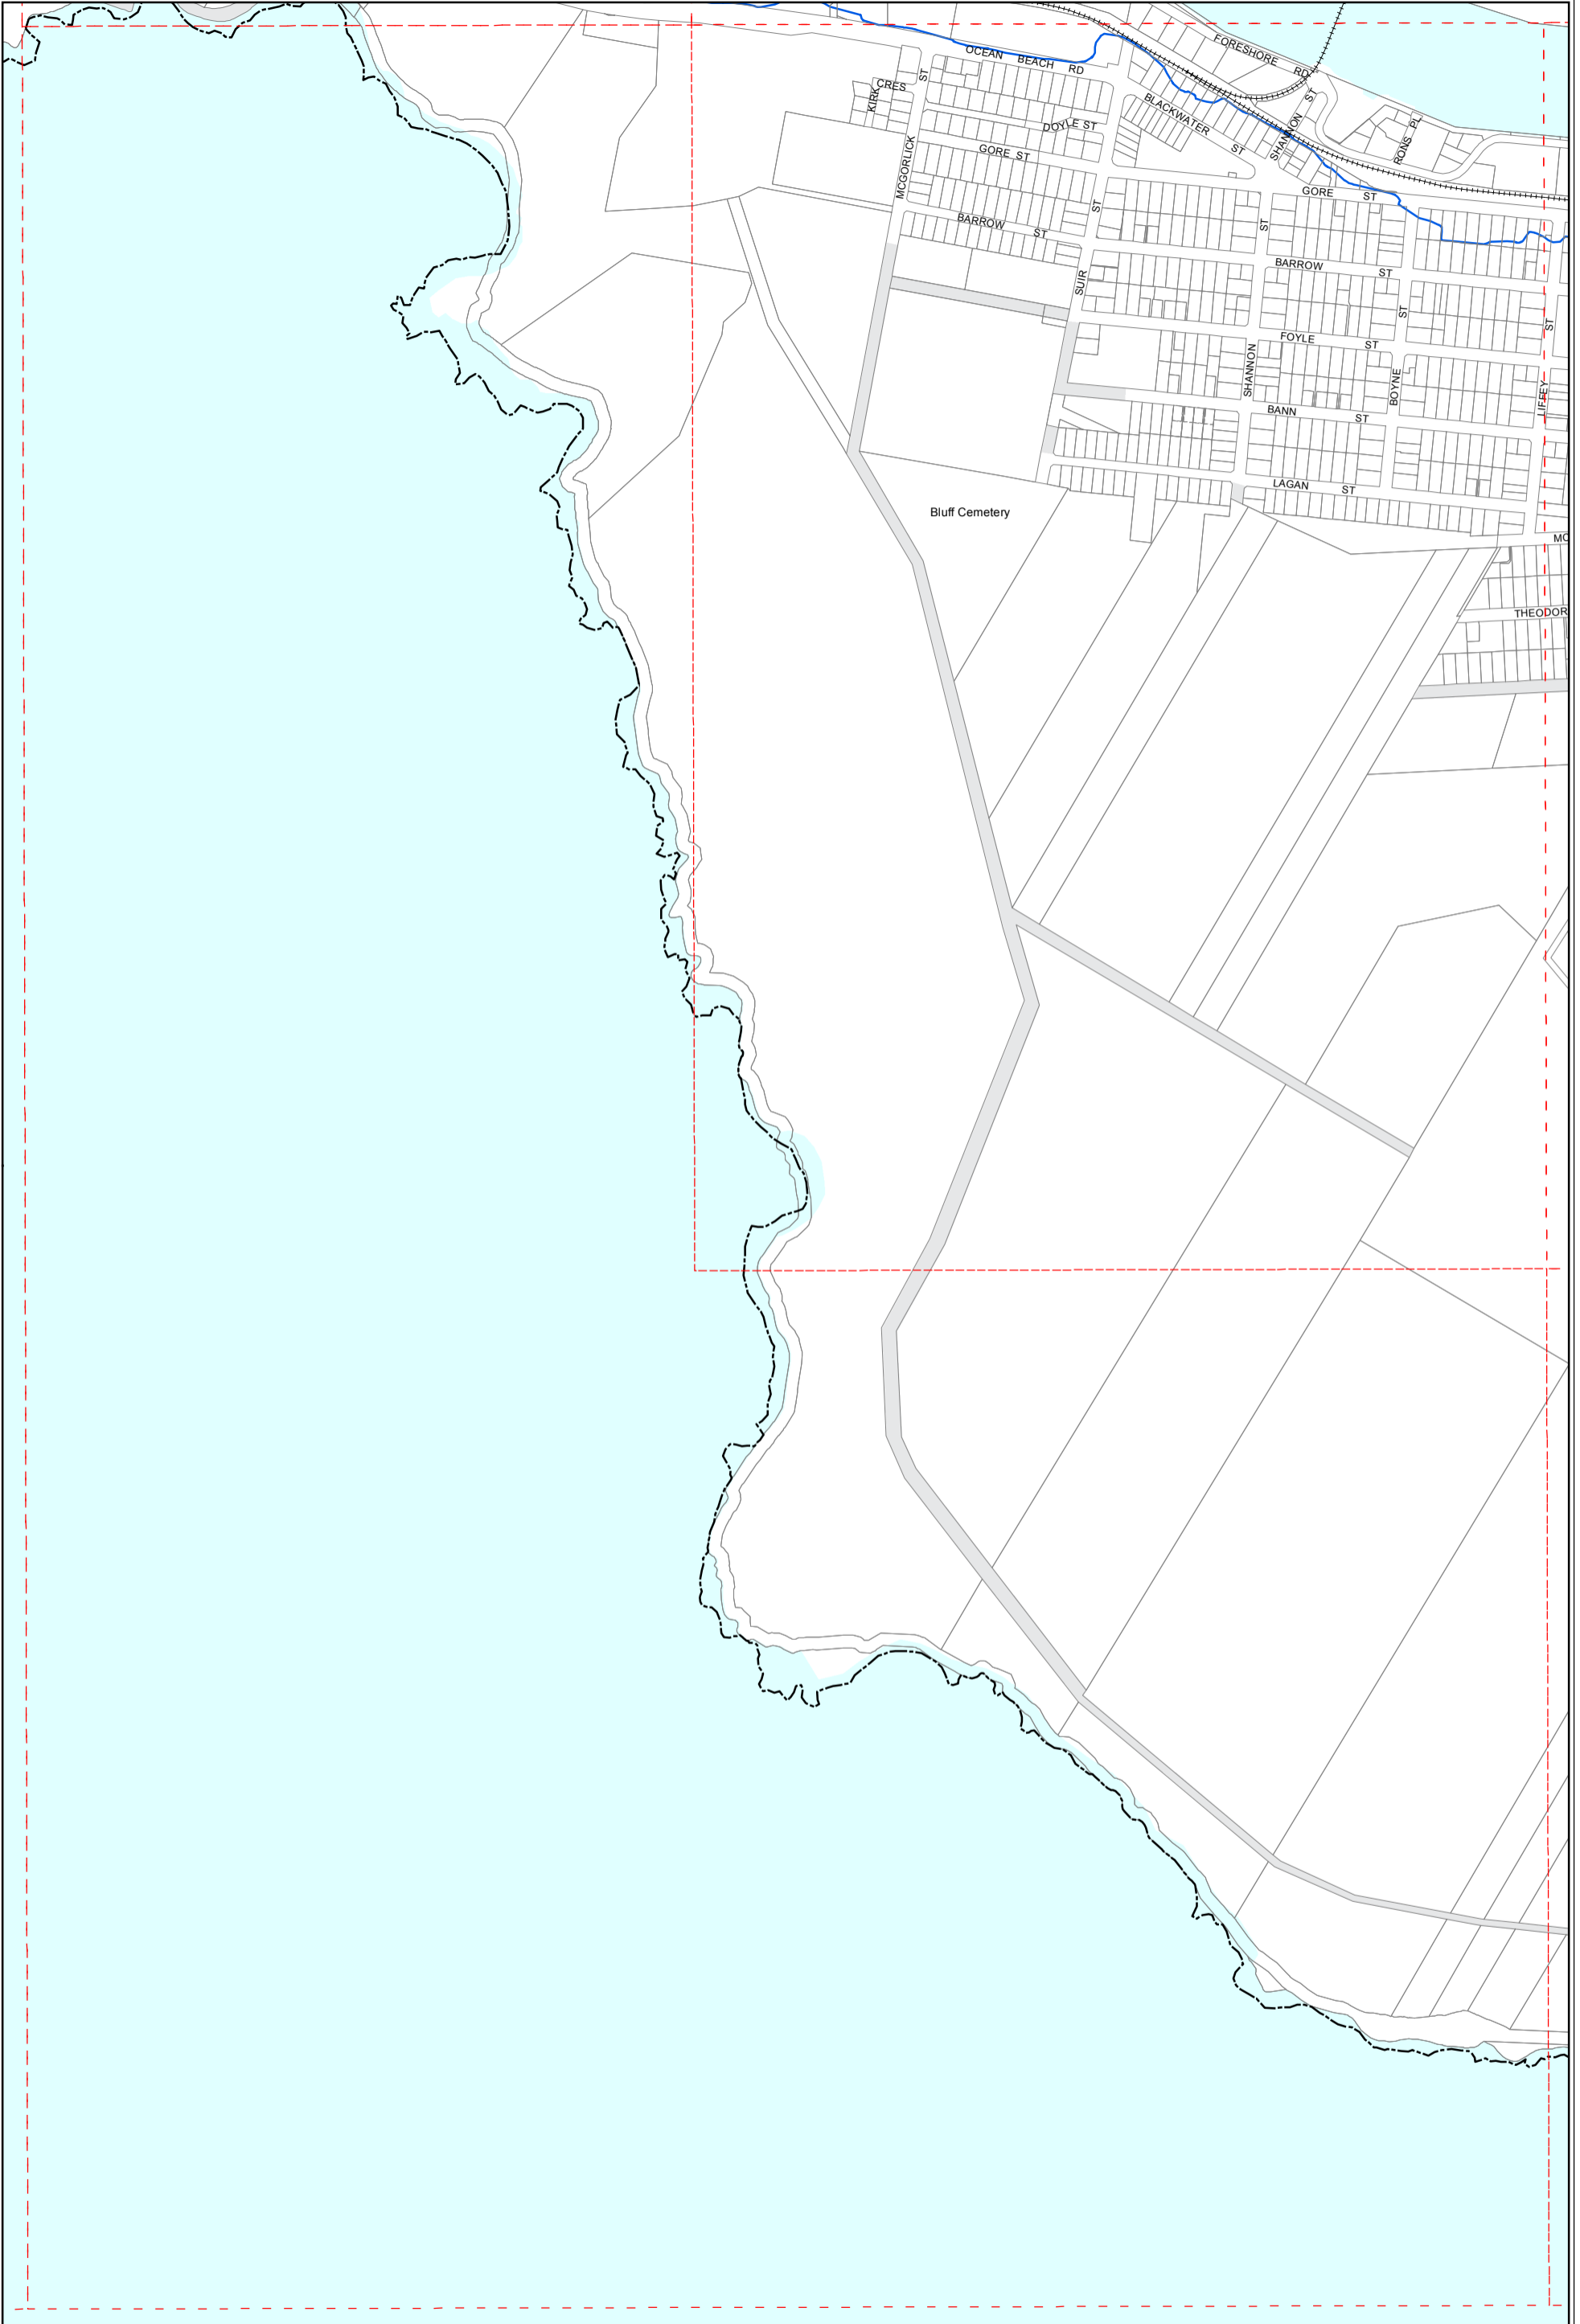 FORESHORE RD
OCEAN BEACH RD
KIRK CRES
ST
BLACKWATER ST
SHANNON ST
RONS PL
DOYLE ST
GORE ST
MCGORLICK
GORE ST
BARROW ST
ST
ST
BARROW ST
SUIR
ST
ST
FOYLE ST
SHANNON
BOYNE
LIFFEY
BANN ST
LAGAN ST
Bluff Cemetery
MC
THEODOR